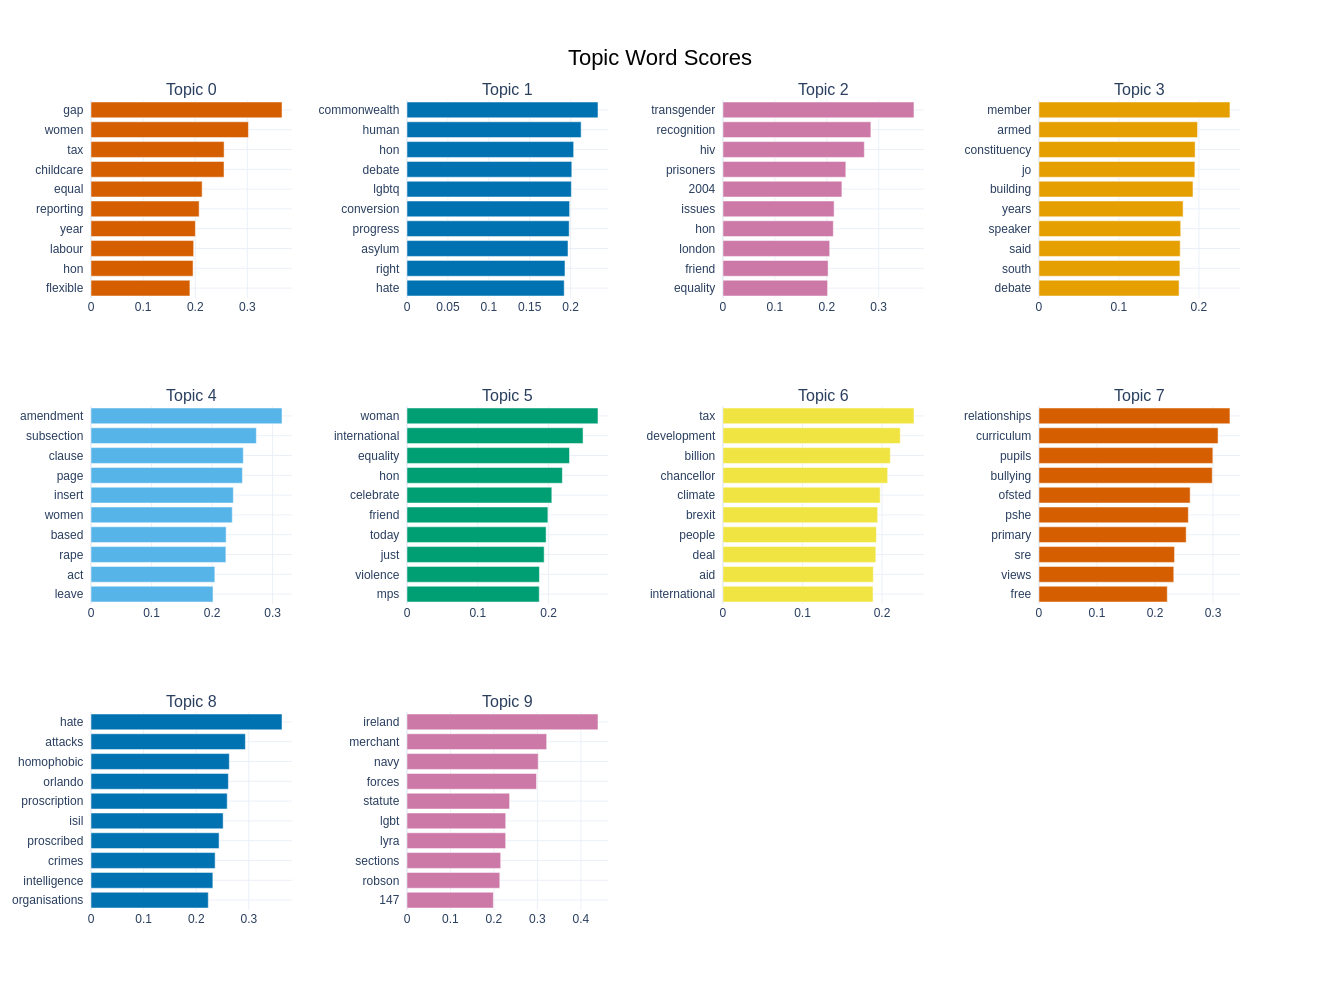 Topic Word Scores
Topic 0
gap
women
tax
childcare
equal
reporting
year
labour
hon
flexible
0 0.1 0.2 0.3
Topic 1
commonwealth
human
hon
debate
lgbtq
conversion
progress
asylum
right
hate
0 0.05 0.1 0.15 0.2
Topic 2
transgender
recognition
hiv
prisoners
2004
issues
hon
london
friend
equality
0 0.1 0.2 0.3
Topic 3
member
armed
constituency
jo
building
years
speaker
said
south
debate
0 0.1 0.2
Topic 4
amendment
subsection
clause
page
insert
women
based
rape
act
leave
0 0.1 0.2 0.3
Topic 5
woman
international
equality
hon
celebrate
friend
today
just
violence
mps
0 0.1 0.2
Topic 6
tax
development
billion
chancellor
climate
brexit
people
deal
aid
international
0 0.1 0.2
Topic 7
relationships
curriculum
pupils
bullying
ofsted
pshe
primary
sre
views
free
0 0.1 0.2 0.3
Topic 8
hate
attacks
homophobic
orlando
proscription
isil
proscribed
crimes
intelligence
organisations
0 0.1 0.2 0.3
Topic 9
ireland
merchant
navy
forces
statute
lgbt
lyra
sections
robson
147
0 0.1 0.2 0.3 0.4